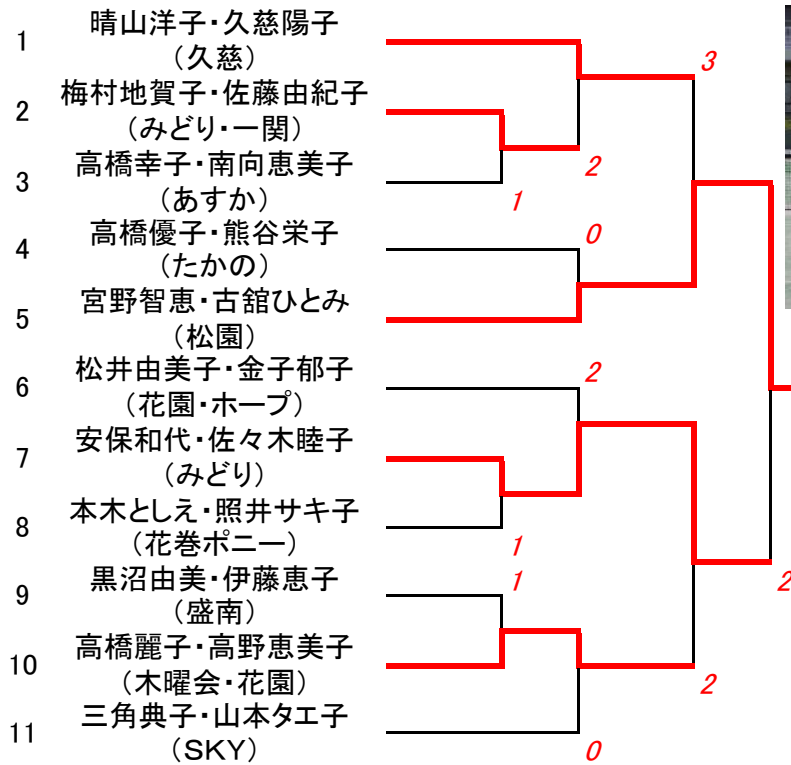 1 晴山洋子・久慈陽子
(久慈)
3
2 梅村地賀子・佐藤由紀子
(みどり・一関)
2
3 高橋幸子・南向恵美子
(あすか)
1
4 高橋優子・熊谷栄子
(たかの)
0
5 宮野智恵・古舘ひとみ
(松園)
6 松井由美子・金子郁子
(花園・ホープ)
2
7 安保和代・佐々木睦子
(みどり)
8 本木としえ・照井サキ子
(花巻ポニー)
1
2
9 黒沼由美・伊藤恵子
(盛南)
1
10 高橋麗子・高野恵美子
(木曜会・花園)
2
11 三角典子・山本タエ子
(SKY)
0